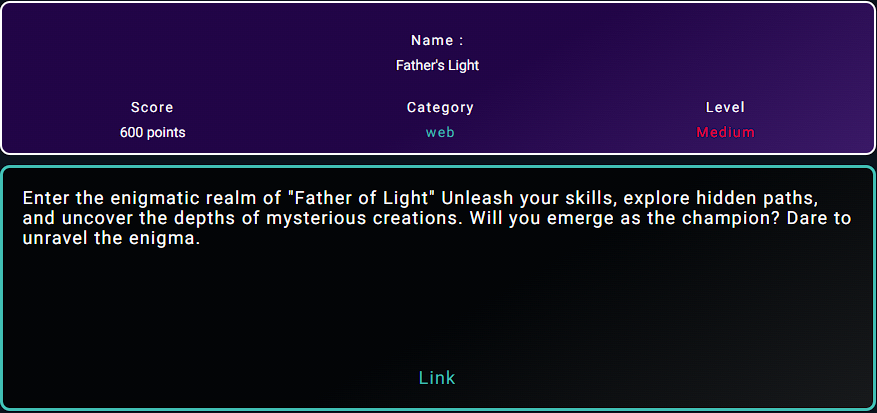 Name :
Father's Light
Score Category Level
600 points web Medium
Enter the enigmatic realm of "Father of Light" Unleash your skills, explore hidden paths,
and uncover the depths of mysterious creations. Will you emerge as the champion? Dare to
unravel the enigma.
Link